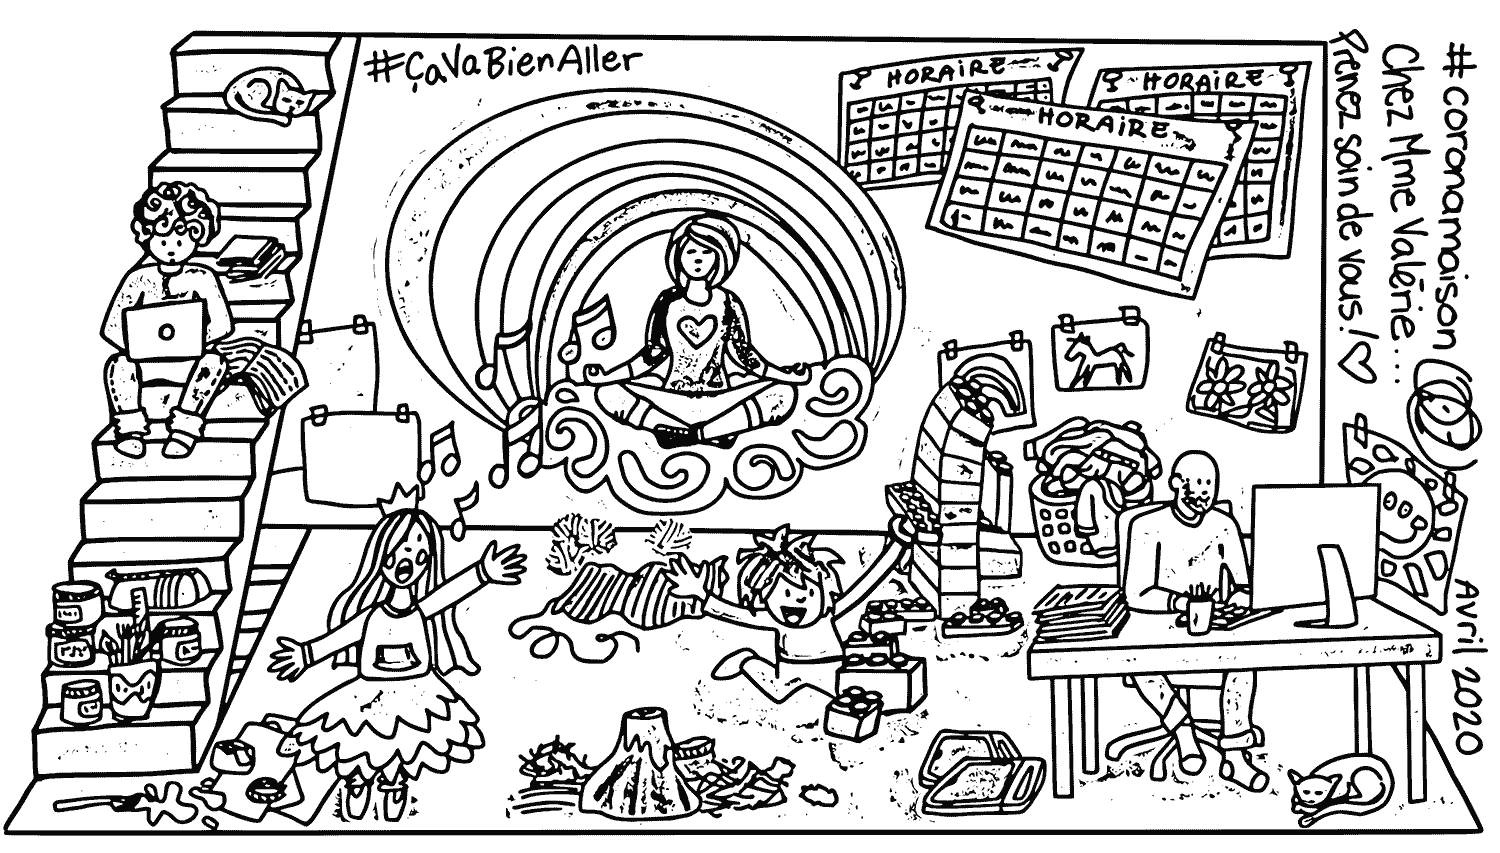 #ÇaVaBienAller
HORAIRE
HORAIRE
HORAIRE
#coronamaison
Chez Mme Valérie...
Prenez soin de vous!♡
Avril 2020